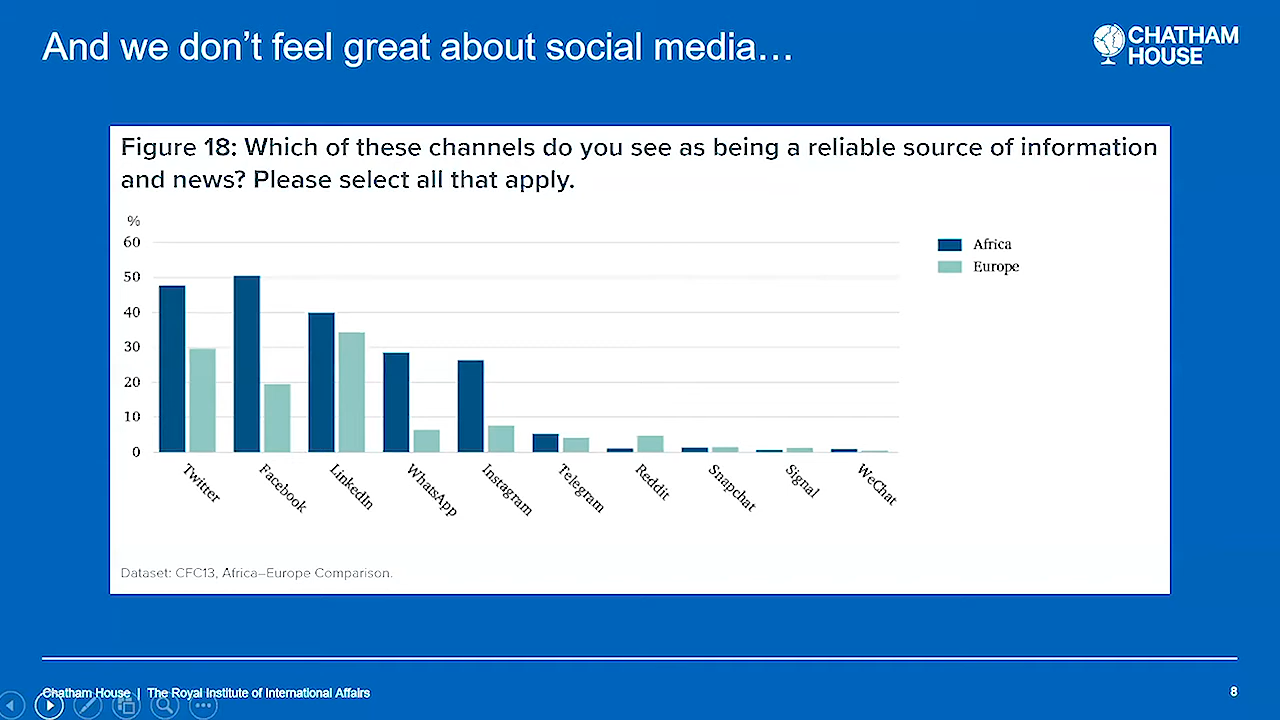 And we don't feel great about social media…
CHATHAM
HOUSE
Figure 18: Which of these channels do you see as being a reliable source of information
and news? Please select all that apply.
%
60
50
40
30
20
10
0
Africa
Europe
Twitter
Facebook
LinkedIn
WhatsApp
Instagram
Telegram
Reddit
Snapchat
Signal
WeChat
Dataset: CFC13, Africa–Europe Comparison.
Chatham House | The Royal Institute of International Affairs
8